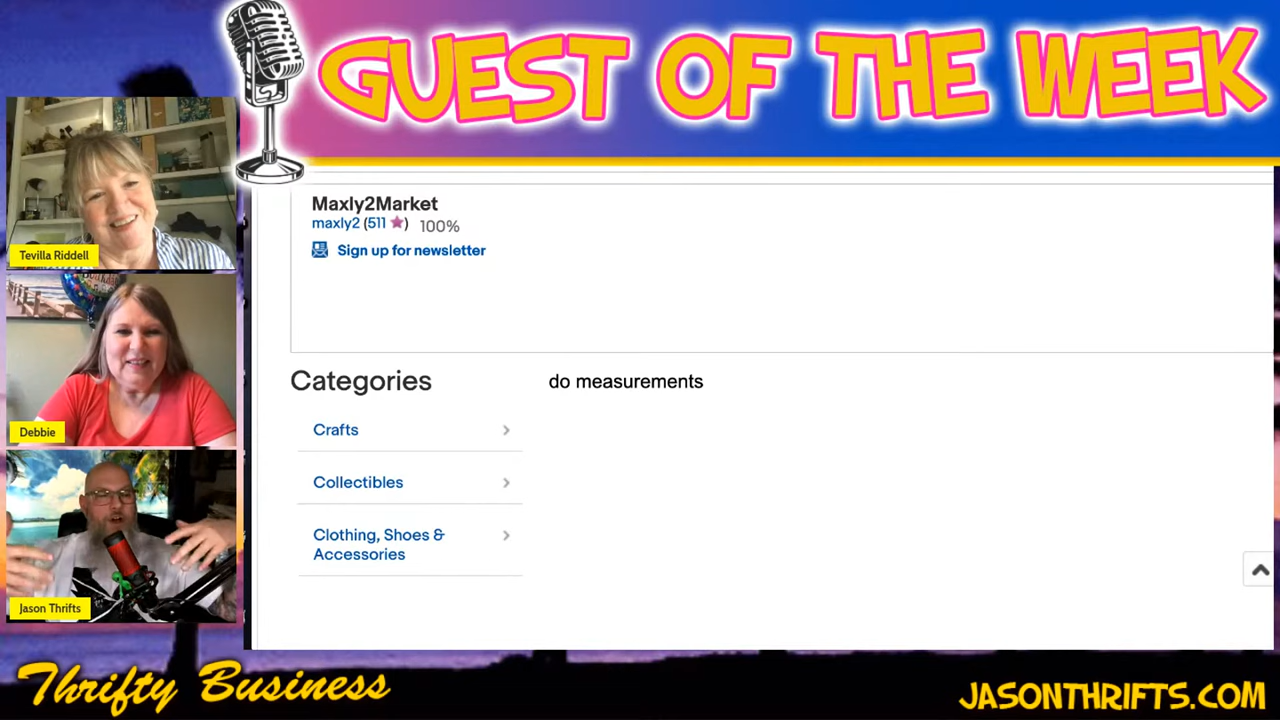 GUEST OF THE WEEK
Tevilla Riddell
Debbie
Jason Thrifts
Maxly2Market
maxly2 (511 ) 100%
Sign up for newsletter
Categories
do measurements
Crafts
Collectibles
Clothing, Shoes &
Accessories
Thrifty Business
JASONTHRIFTS.COM